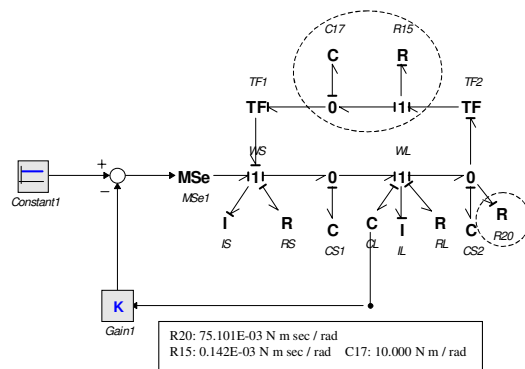 C17 R15
C R
TF1 TF2
TF 0 1 TF
WS WL
+
−
MSe 1 0 1 0
Constant1 MSe1
R
I R C C I R C R20
IS RS CS1 CL IL RL CS2
K
Gain1
R20: 75.101E-03 N m sec / rad
R15: 0.142E-03 N m sec / rad C17: 10.000 N m / rad